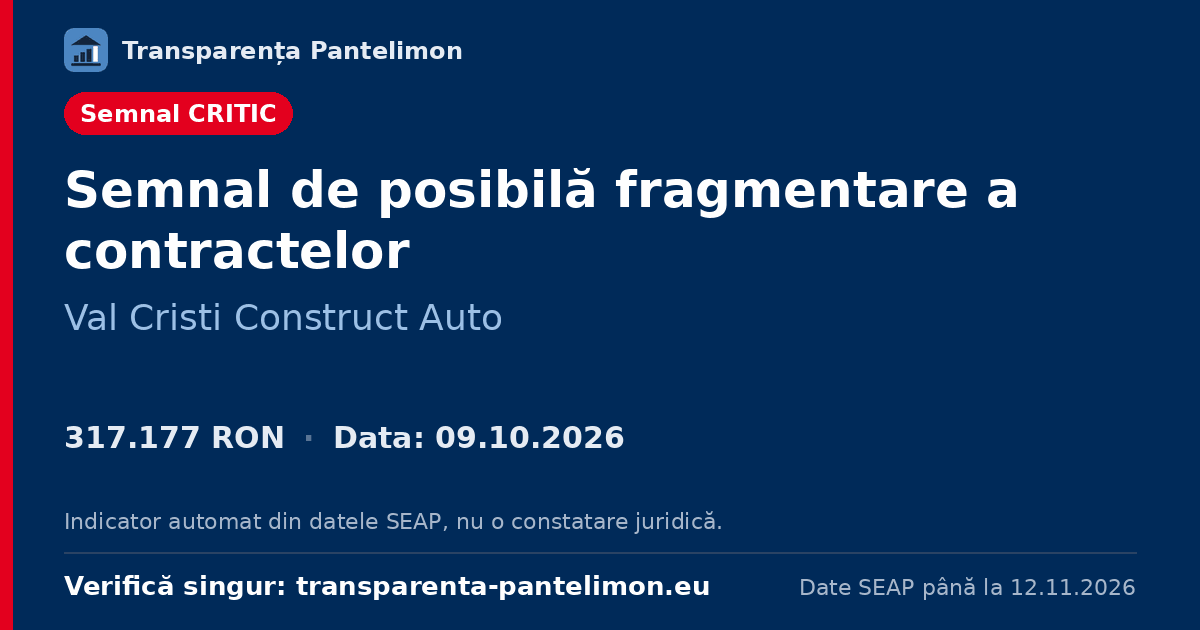 Transparența Pantelimon
Semnal CRITIC
Semnal de posibilă fragmentare a
contractelor
Val Cristi Construct Auto
317.177 RON · Data: 09.10.2026
Indicator automat din datele SEAP, nu o constatare juridică.
Verifică singur: transparenta-pantelimon.eu
Date SEAP până la 12.11.2026